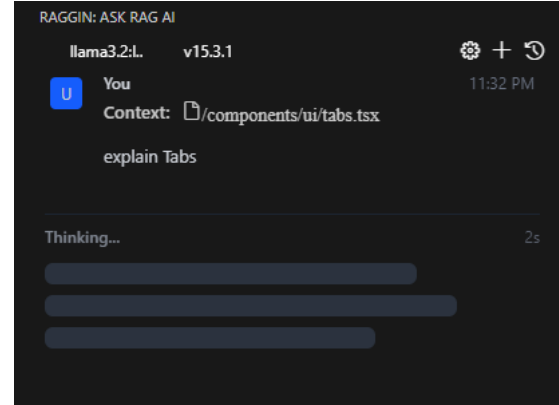 RAGGIN: ASK RAG AI
llama3.2:l.. v15.3.1
U You 11:32 PM
Context: /components/ui/tabs.tsx
explain Tabs
Thinking... 2s